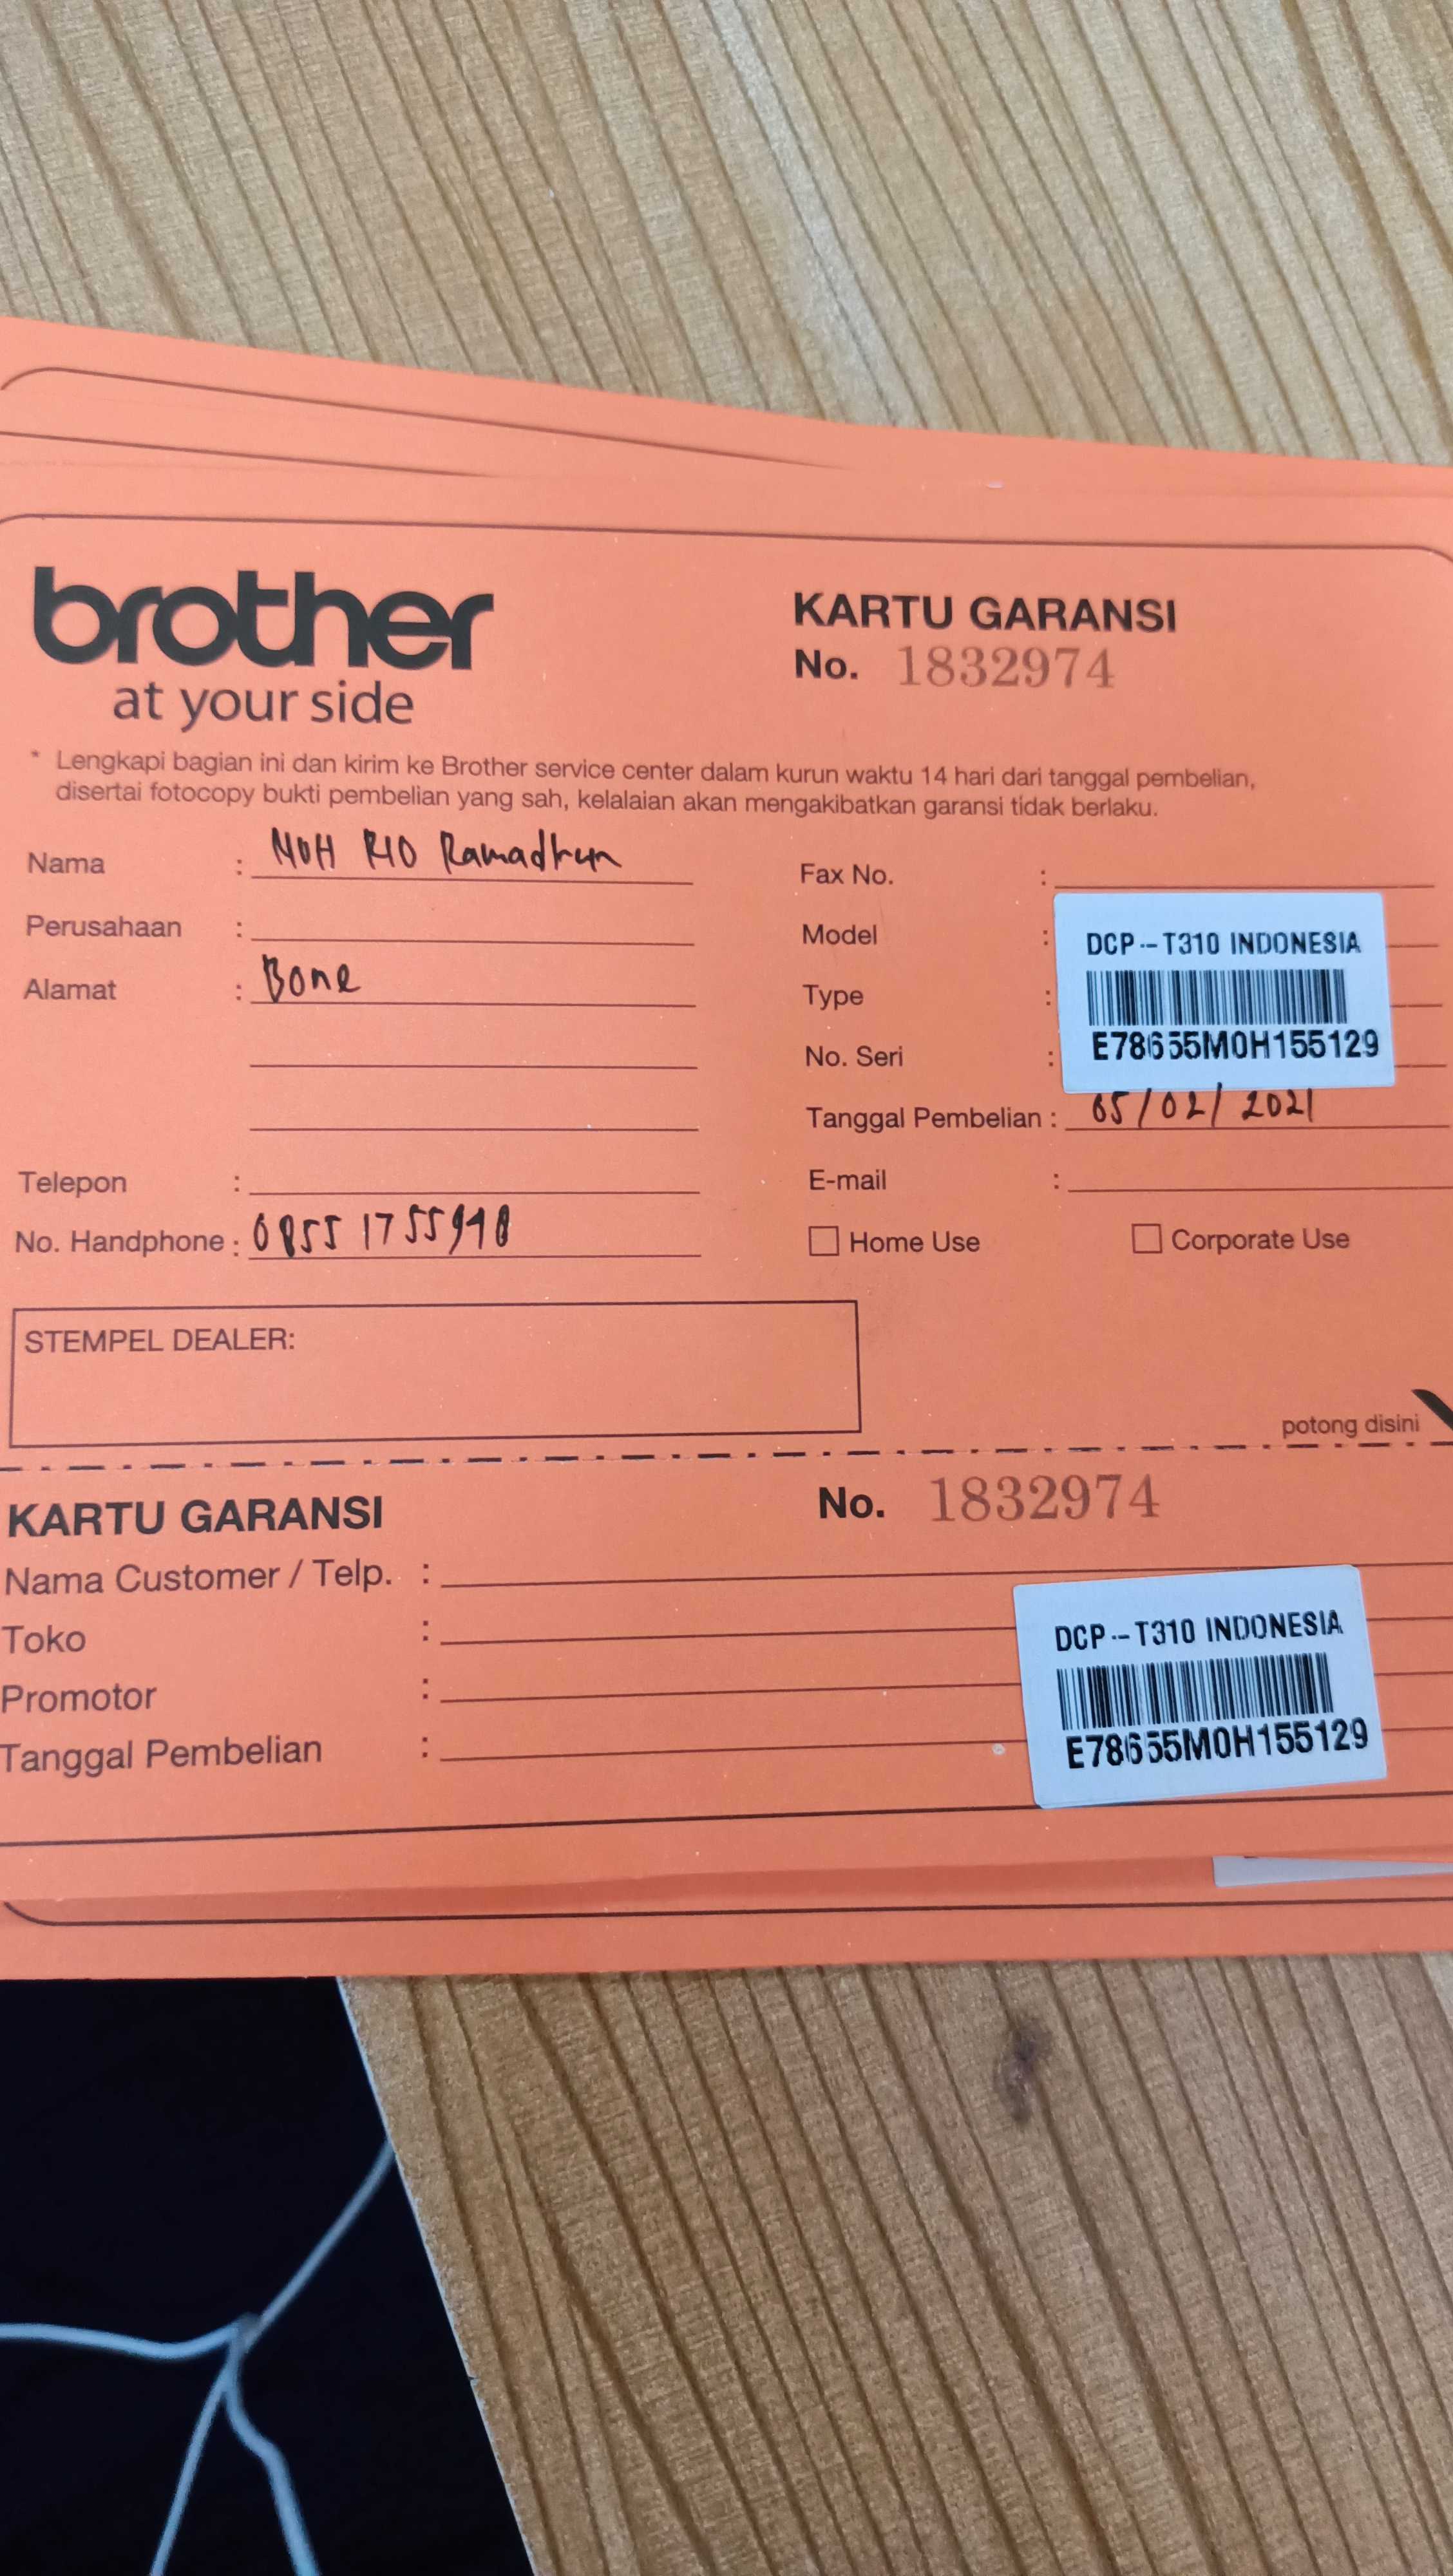 brother
at your side
KARTU GARANSI
No. 1832974
* Lengkapi bagian ini dan kirim ke Brother service center dalam kurun waktu 14 hari dari tanggal pembelian,
disertai fotocopy bukti pembelian yang sah, kelalaian akan mengakibatkan garansi tidak berlaku.
Nama : MOH RIO Ramadhan
Perusahaan :
Alamat : Bone
Telepon :
No. Handphone :
Fax No. :
Model :
Type :
No. Seri :
DCP-T310 INDONESIA
E78655M0H155129
Tanggal Pembelian : 05/02/2021
E-mail :
Home Use
Corporate Use
STEMPEL DEALER:
potong disini
KARTU GARANSI
No. 1832974
Nama Customer / Telp. :
Toko :
Promotor :
Tanggal Pembelian :
DCP-T310 INDONESIA
E78655M0H155129